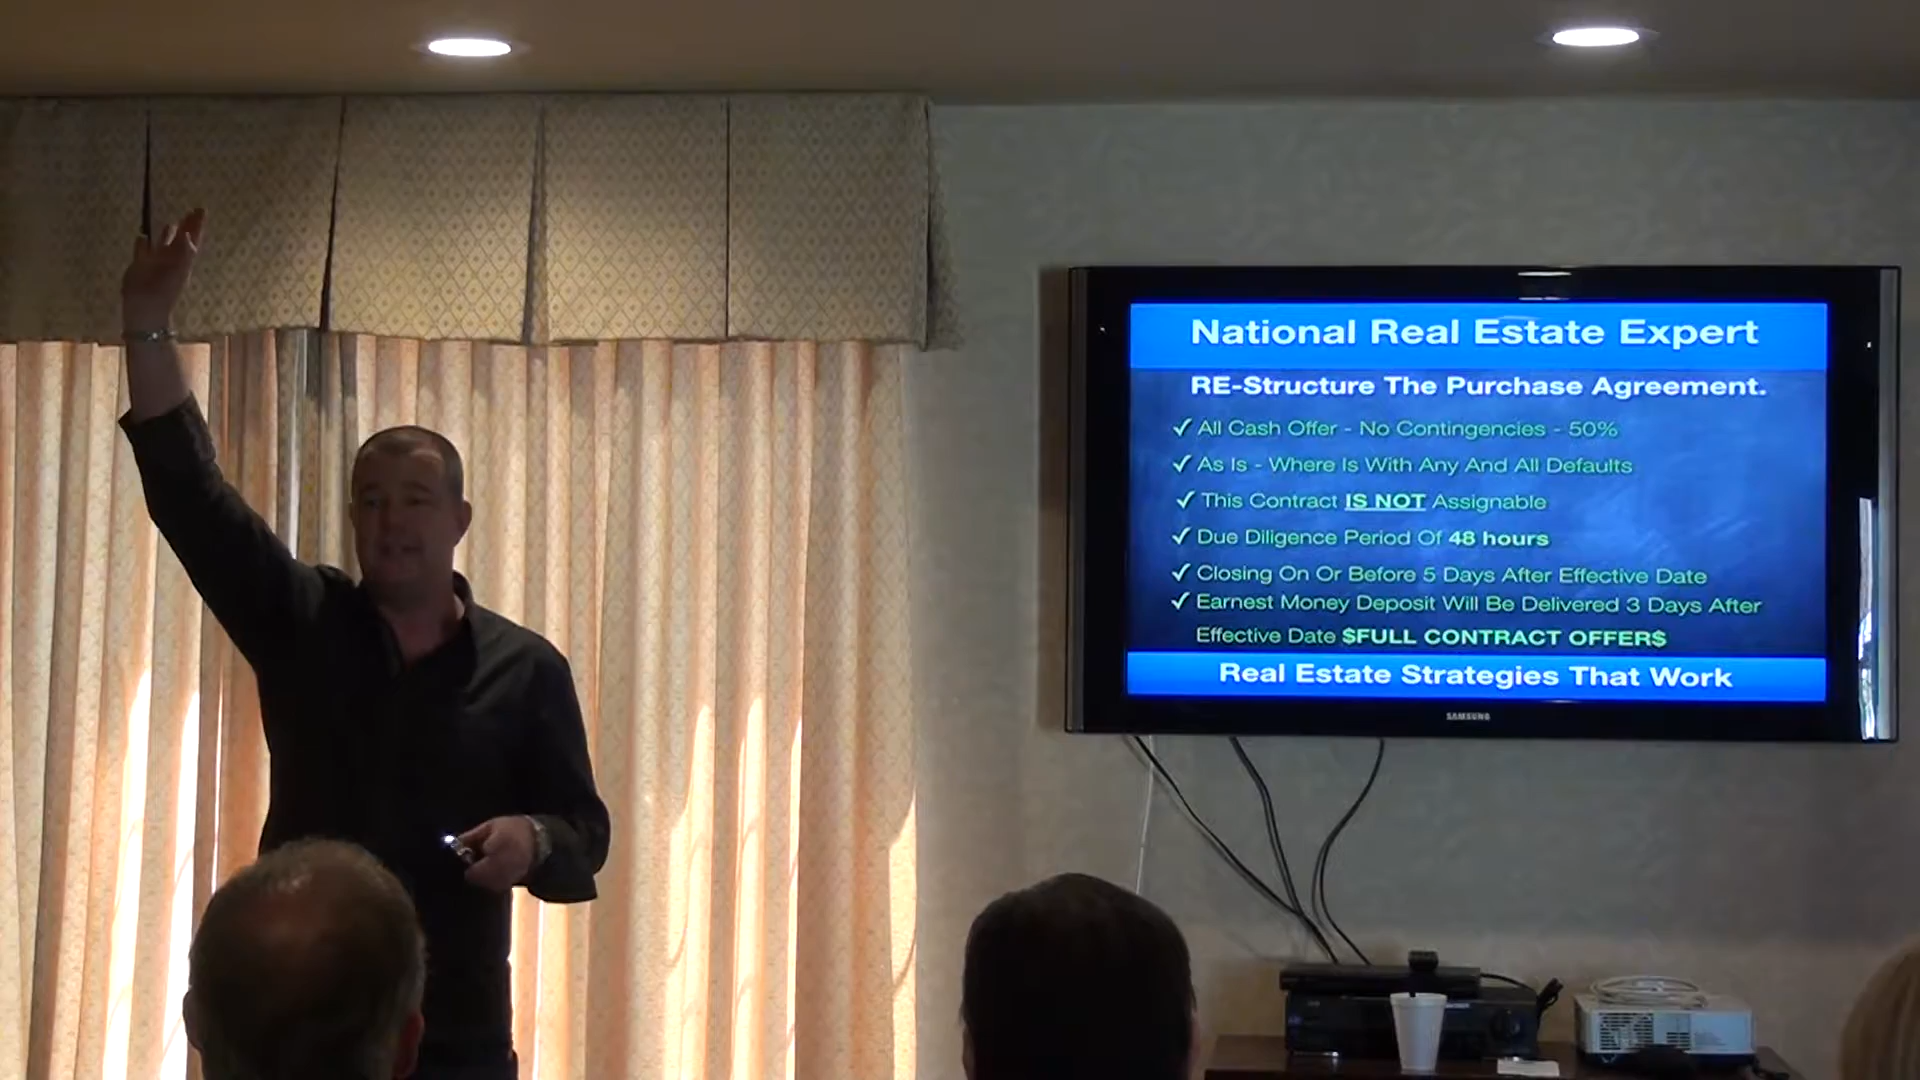 National Real Estate Expert
RE-Structure The Purchase Agreement.
✓ All Cash Offer - No Contingencies - 50%
✓ As Is - Where Is With Any And All Defaults
✓ This Contract IS NOT Assignable
✓ Due Diligence Period Of 48 hours
✓ Closing On Or Before 5 Days After Effective Date
✓ Earnest Money Deposit Will Be Delivered 3 Days After
Effective Date $FULL CONTRACT OFFER$
Real Estate Strategies That Work
SAMSUNG